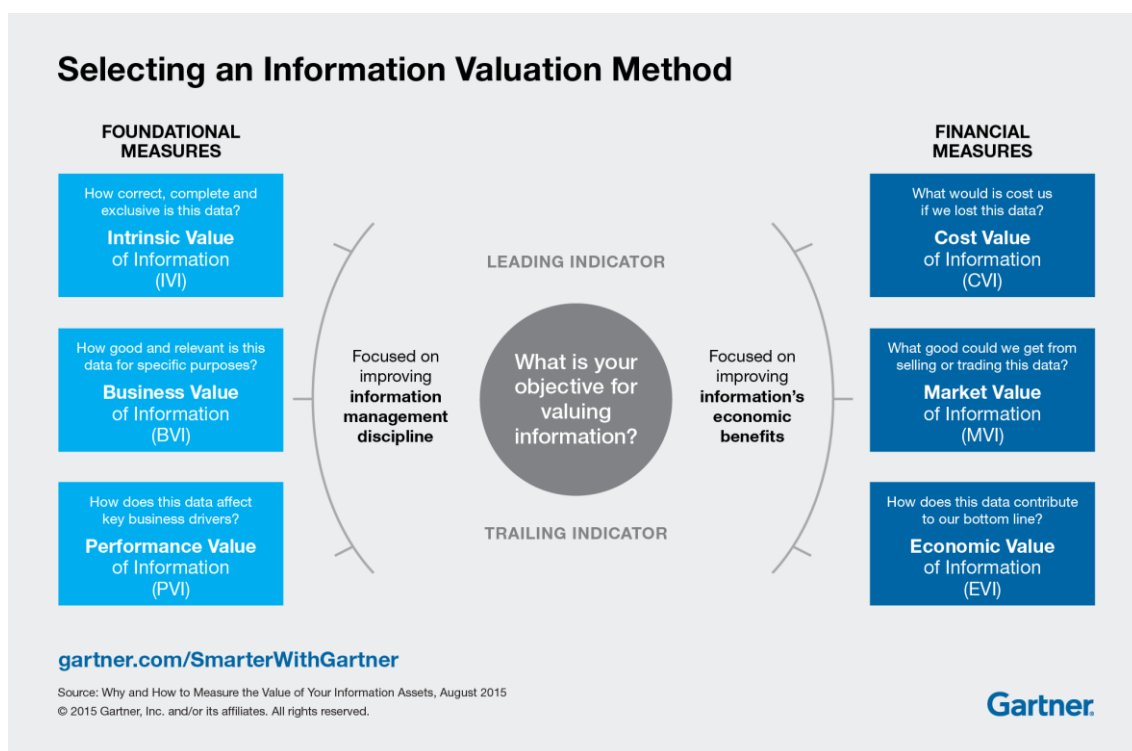 Selecting an Information Valuation Method
FOUNDATIONAL
MEASURES
How correct, complete and
exclusive is this data?
Intrinsic Value
of Information
(IVI)
How good and relevant is this
data for specific purposes?
Business Value
of Information
(BVI)
How does this data affect
key business drivers?
Performance Value
of Information
(PVI)
LEADING INDICATOR
Focused on
improving
information
management
discipline
What is your
objective for
valuing
information?
Focused on
improving
information's
economic
benefits
TRAILING INDICATOR
FINANCIAL
MEASURES
What would is cost us
if we lost this data?
Cost Value
of Information
(CVI)
What good could we get from
selling or trading this data?
Market Value
of Information
(MVI)
How does this data contribute
to our bottom line?
Economic Value
of Information
(EVI)
gartner.com/SmarterWithGartner
Source: Why and How to Measure the Value of Your Information Assets, August 2015
© 2015 Gartner, Inc. and/or its affiliates. All rights reserved.
Gartner.